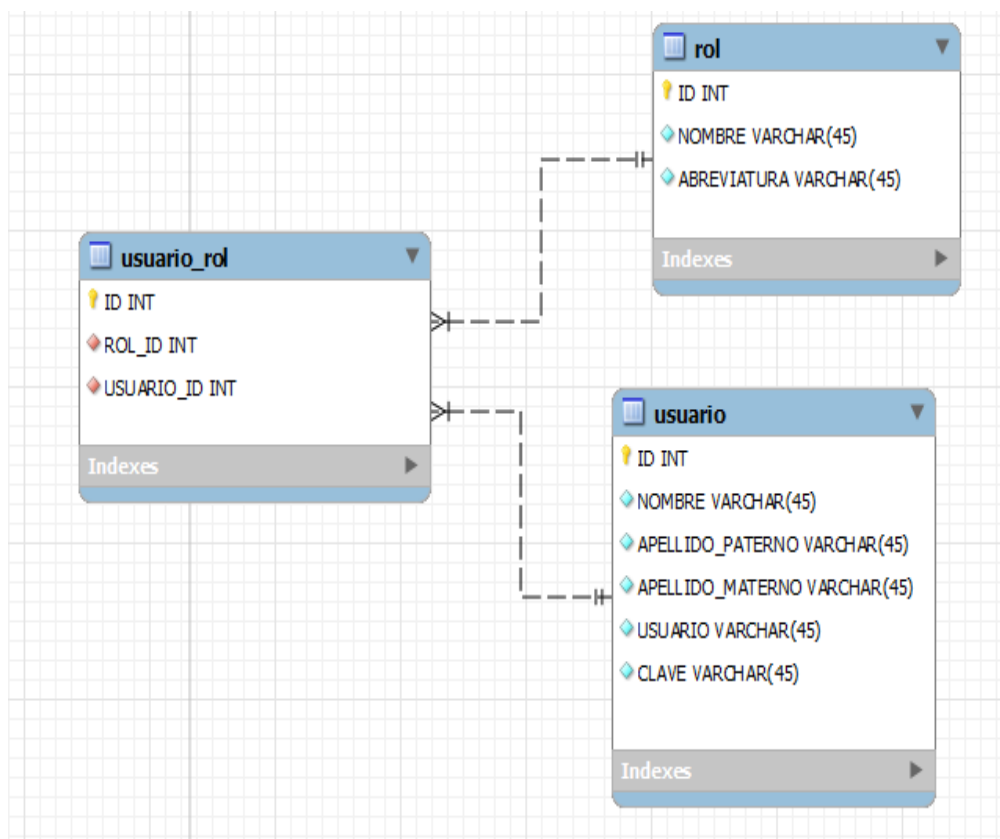 rol
ID INT
NOMBRE VARCHAR(45)
ABREVIATURA VARCHAR(45)
Indexes
usuario_rol
ID INT
ROL_ID INT
USUARIO_ID INT
Indexes
usuario
ID INT
NOMBRE VARCHAR(45)
APELLIDO_PATERNO VARCHAR(45)
APELLIDO_MATERNO VARCHAR(45)
USUARIO VARCHAR(45)
CLAVE VARCHAR(45)
Indexes